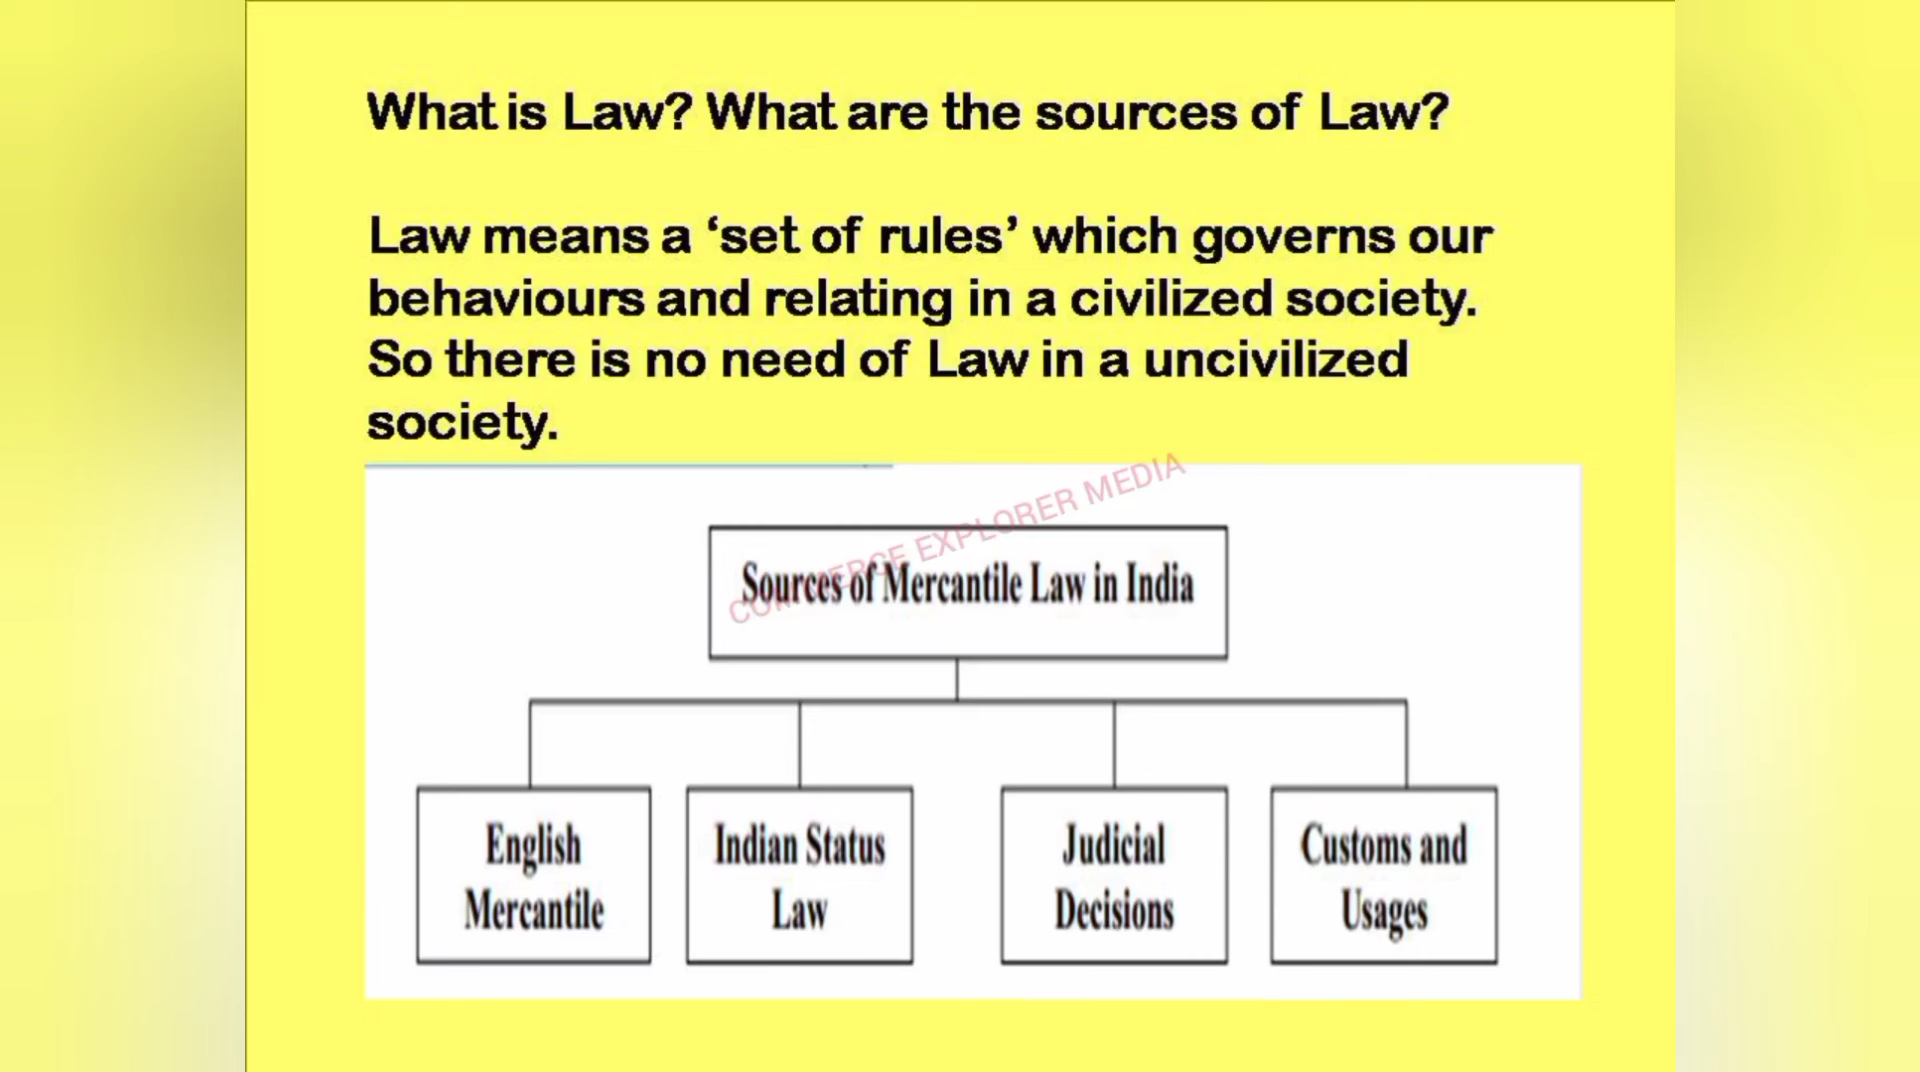 What is Law? What are the sources of Law?
Law means a ‘set of rules’ which governs our
behaviours and relating in a civilized society.
So there is no need of Law in a uncivilized
society.
COMMERCE EXPLORER MEDIA
Sources of Mercantile Law in India
English
Mercantile
Indian Status
Law
Judicial
Decisions
Customs and
Usages